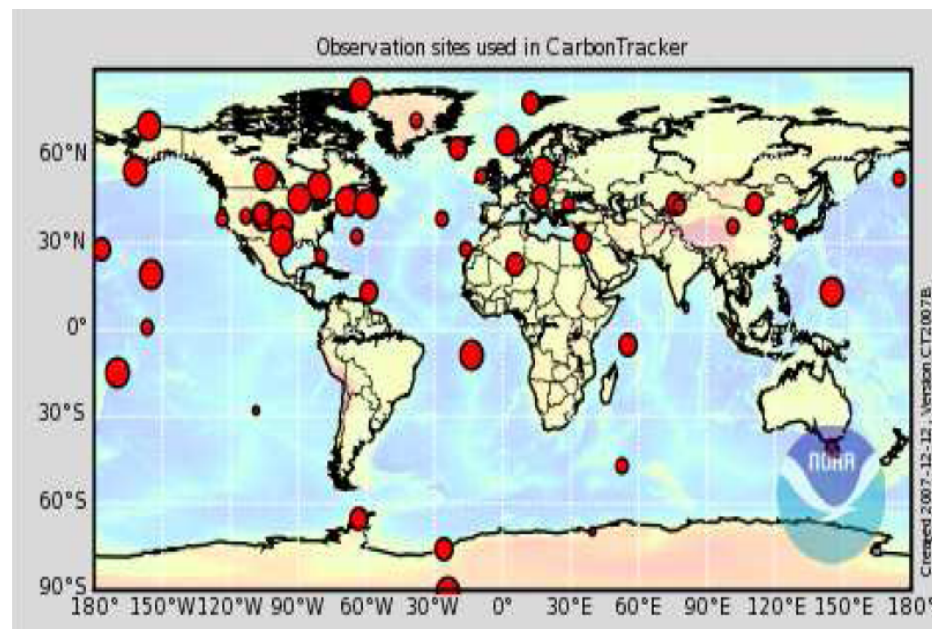 Observation sites used in CarbonTracker
60°N
30°N
0°
30°S
60°S
90°S
180° 150°W 120°W 90°W 60°W 30°W 0° 30°E 60°E 90°E 120°E 150°E 180°
NOAA
Created 2007-12-12, Version CT2007B